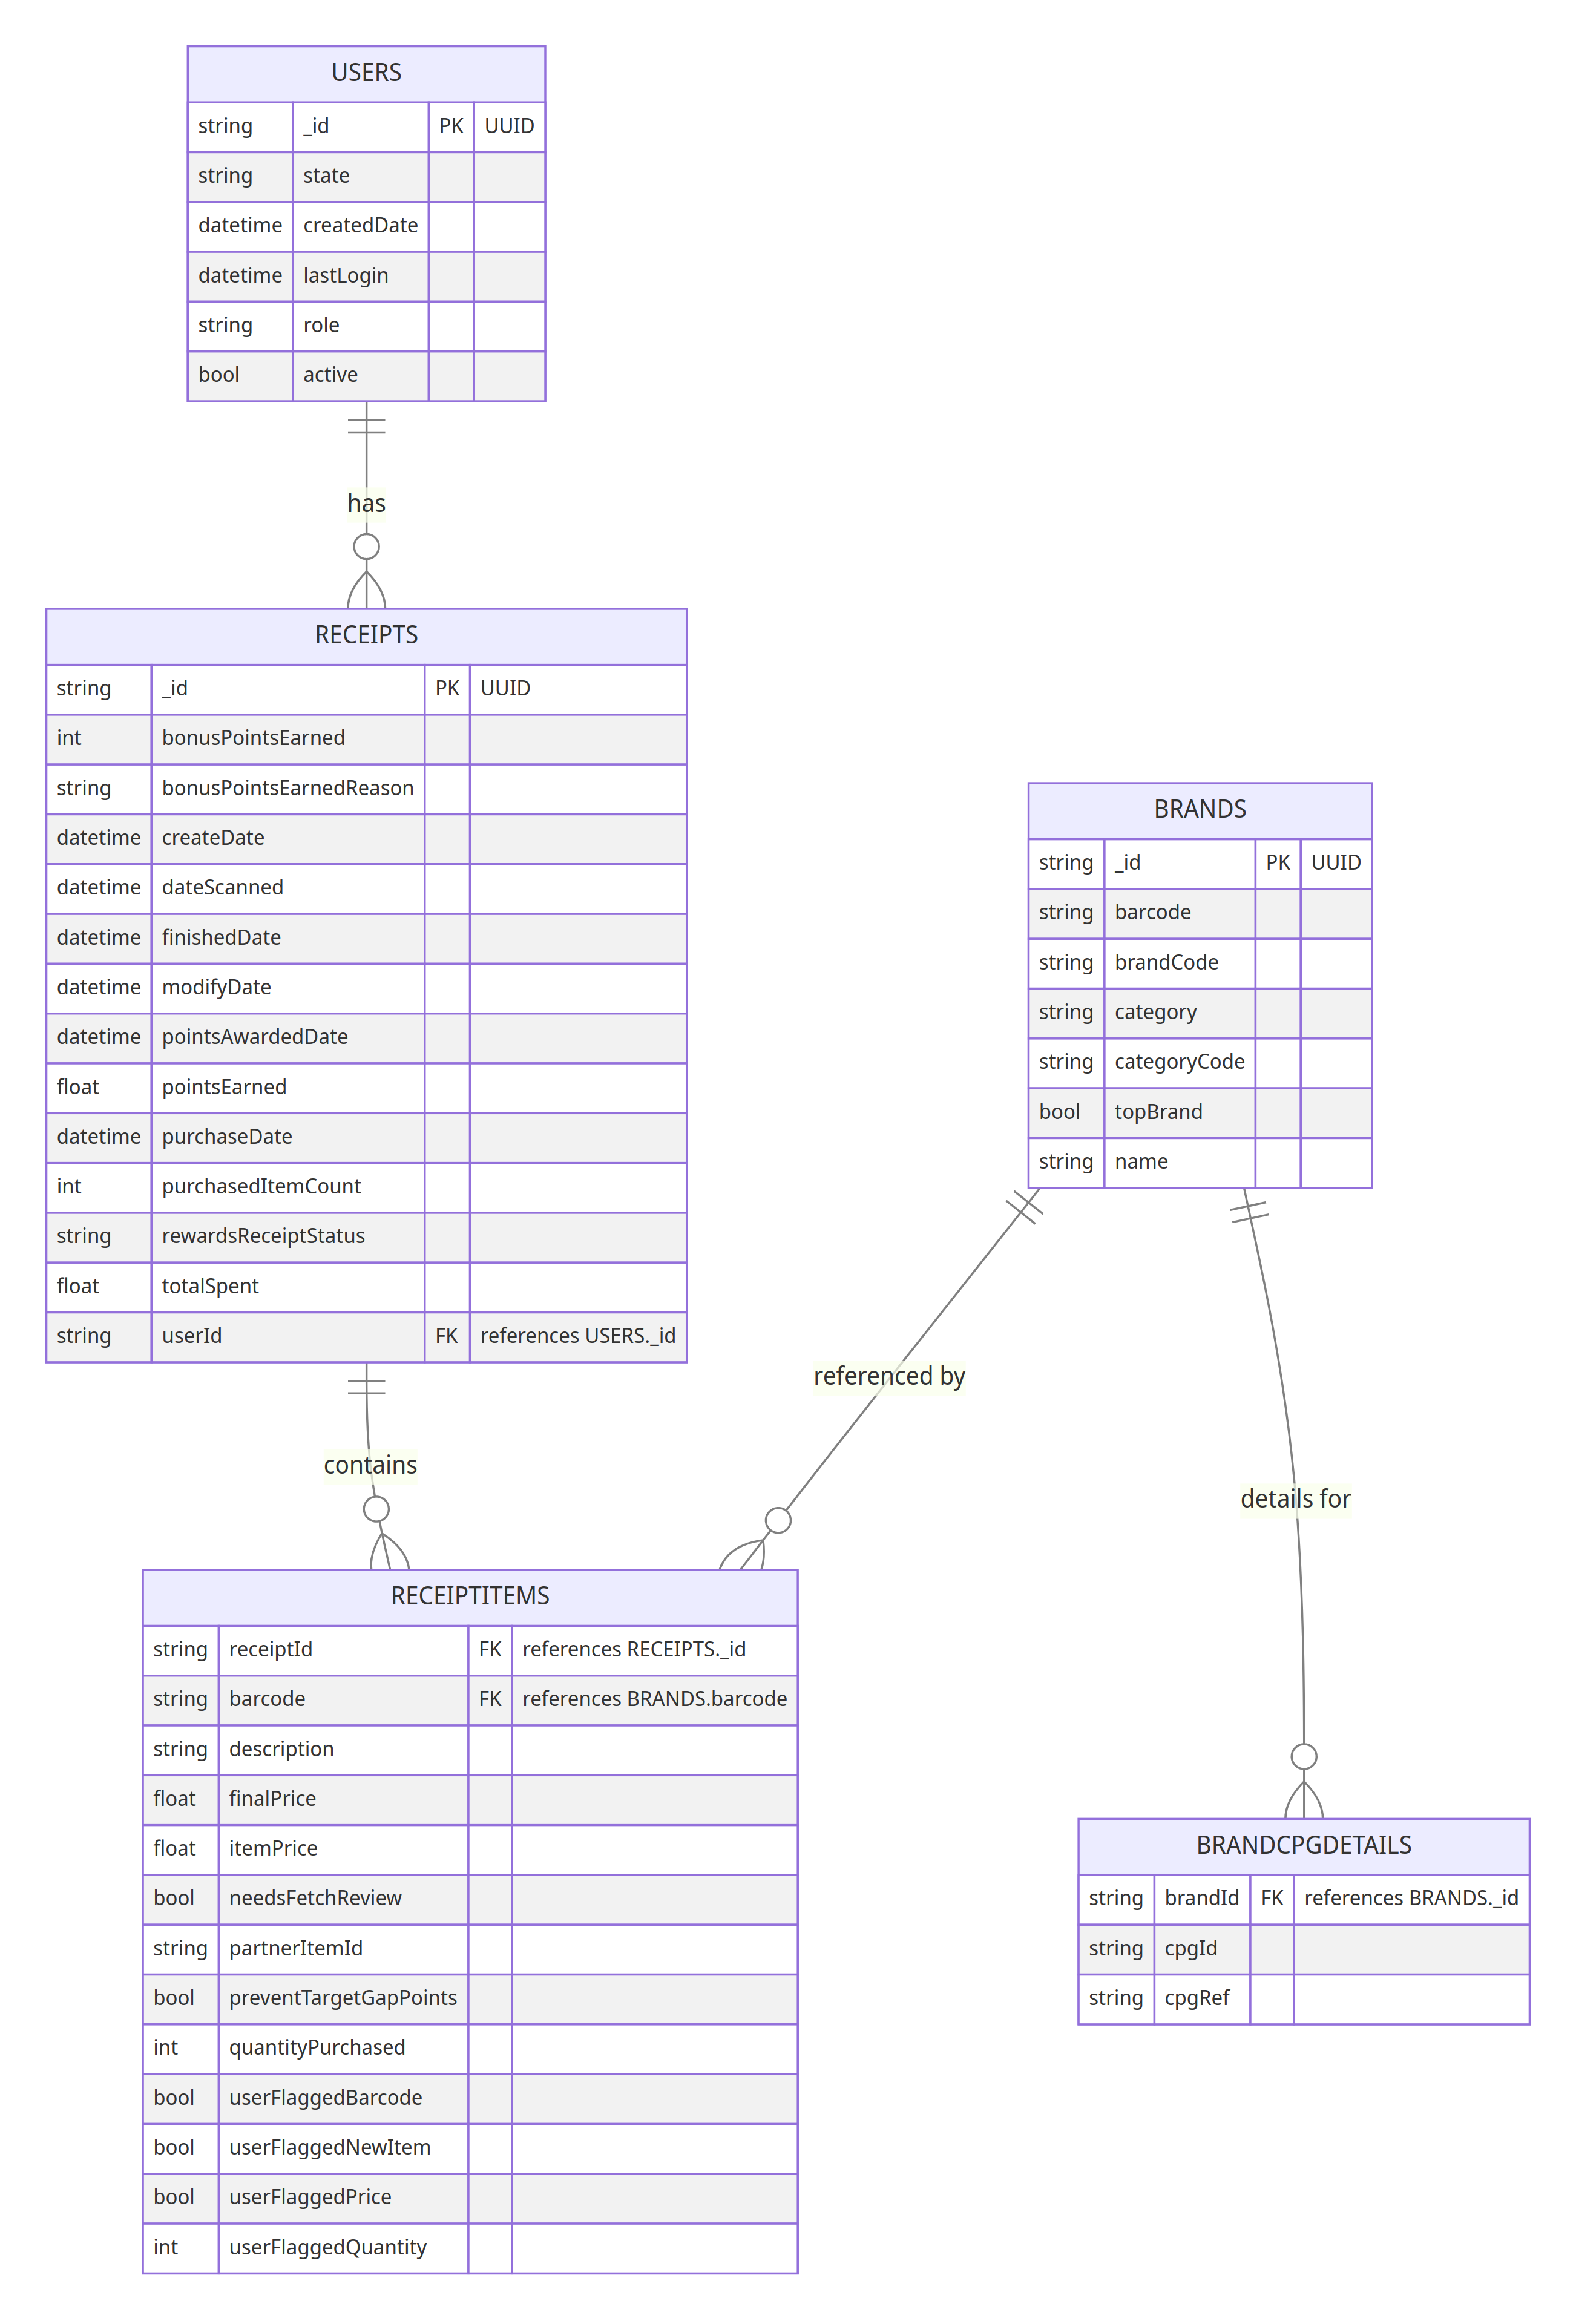 USERS
string _id PK UUID
string state
datetime createdDate
datetime lastLogin
string role
bool active
has
RECEIPTS
string _id PK UUID
int bonusPointsEarned
string bonusPointsEarnedReason
datetime createDate
datetime dateScanned
datetime finishedDate
datetime modifyDate
datetime pointsAwardedDate
float pointsEarned
datetime purchaseDate
int purchasedItemCount
string rewardsReceiptStatus
float totalSpent
string userId FK references USERS._id
BRANDS
string _id PK UUID
string barcode
string brandCode
string category
string categoryCode
bool topBrand
string name
referenced by
contains
details for
RECEIPTITEMS
string receiptId FK references RECEIPTS._id
string barcode FK references BRANDS.barcode
string description
float finalPrice
float itemPrice
bool needsFetchReview
string partnerItemId
bool preventTargetGapPoints
int quantityPurchased
bool userFlaggedBarcode
bool userFlaggedNewItem
bool userFlaggedPrice
int userFlaggedQuantity
BRANDCPGDETAILS
string brandId FK references BRANDS._id
string cpgId
string cpgRef